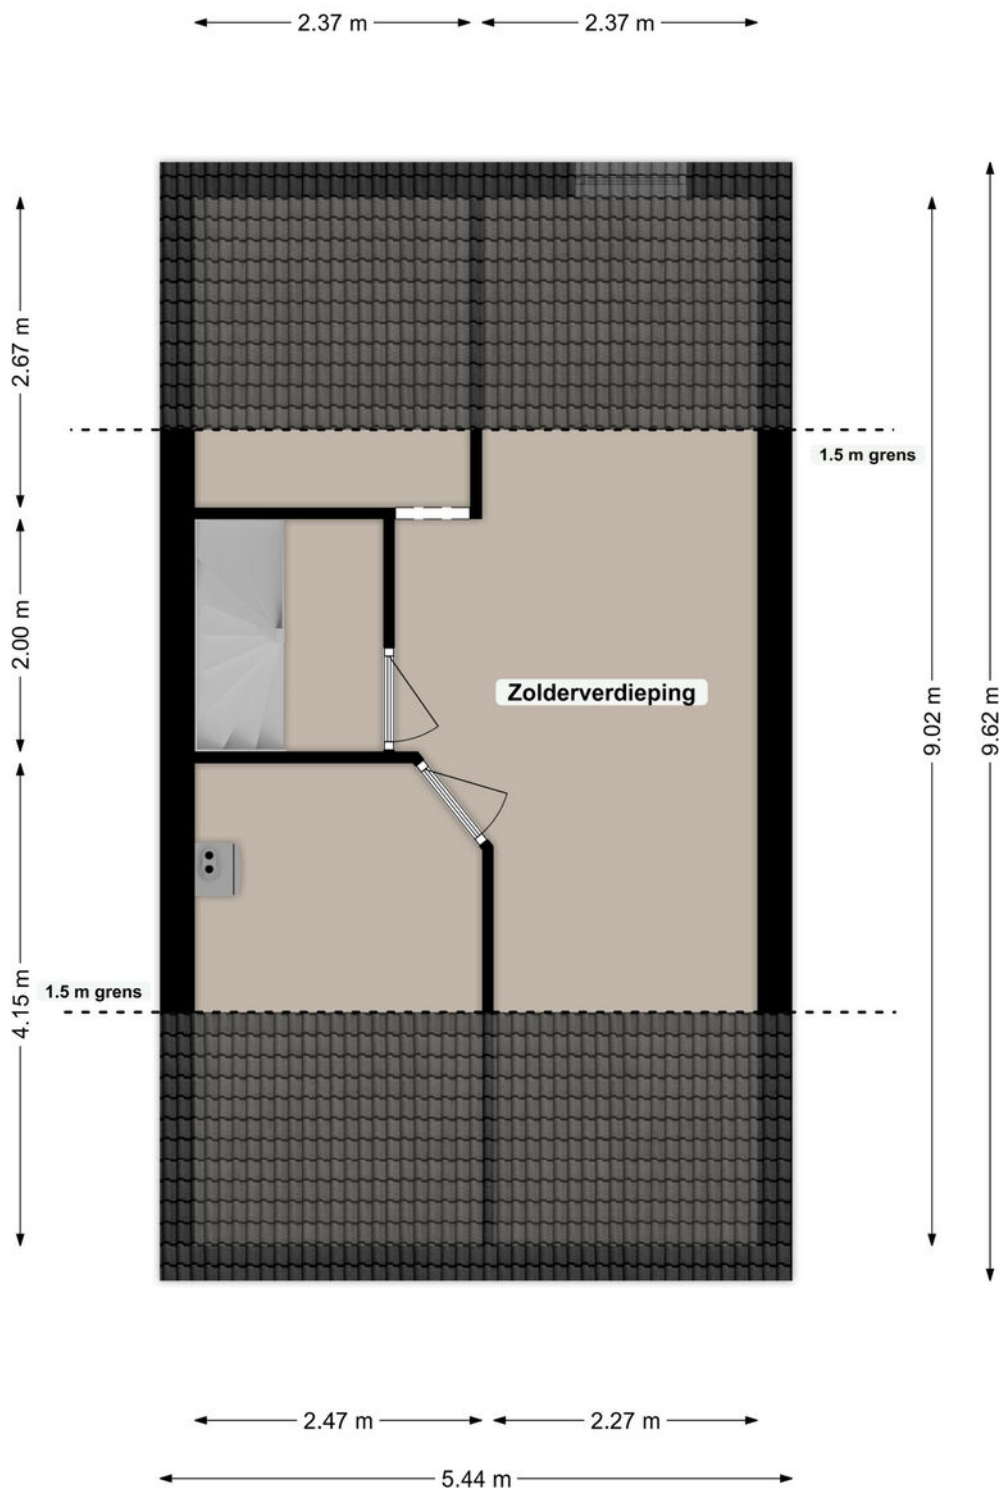 2.37 m
2.37 m
2.67 m
1.5 m grens
2.00 m
Zolderverdieping
9.02 m
9.62 m
4.15 m
1.5 m grens
2.47 m
2.27 m
5.44 m